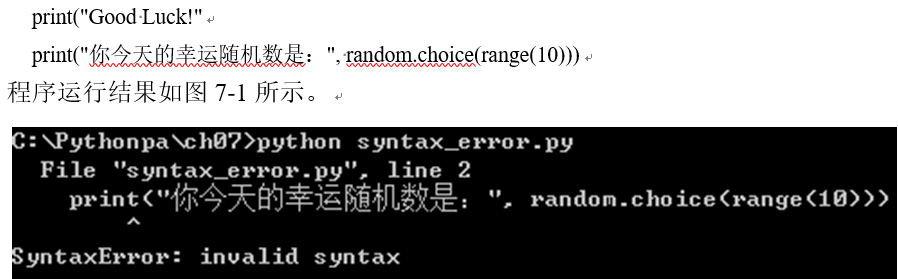 print("Good Luck!"
print("你今天的幸运随机数是：", random.choice(range(10)))
程序运行结果如图 7-1 所示。
C:\Pythonpa\ch07>python syntax_error.py
File "syntax_error.py", line 2
print("你今天的幸运随机数是：", random.choice(range(10)))
^
SyntaxError: invalid syntax